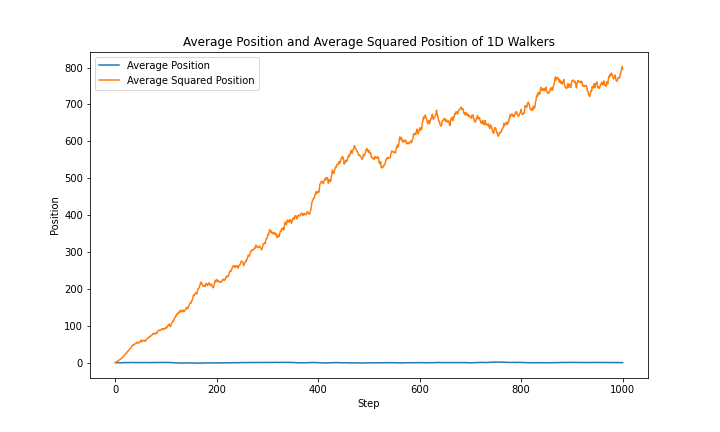 Average Position and Average Squared Position of 1D Walkers
Average Position
Average Squared Position
800
700
600
500
400
300
200
100
0
Position
0 200 400 600 800 1000
Step